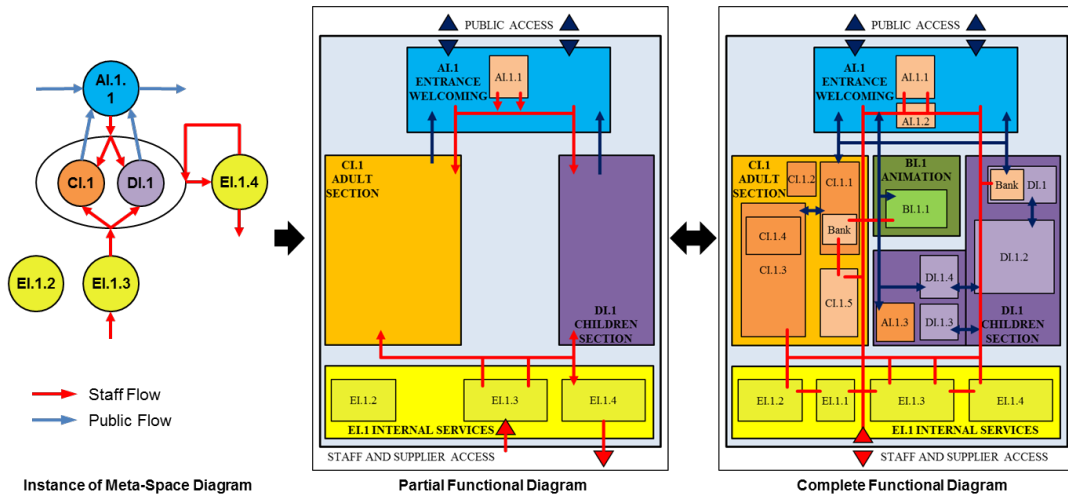 AI.1.
1
CI.1
DI.1
EI.1.4
EI.1.2
EI.1.3
Staff Flow
Public Flow
Instance of Meta-Space Diagram
PUBLIC ACCESS
AI.1
ENTRANCE
WELCOMING
AI.1.1
CI.1
ADULT
SECTION
DI.1
CHILDREN
SECTION
EI.1.2
EI.1.3
EI.1.4
EI.1 INTERNAL SERVICES
STAFF AND SUPPLIER ACCESS
Partial Functional Diagram
PUBLIC ACCESS
AI.1
ENTRANCE
WELCOMING
AI.1.1
AI.1.2
CI.1
ADULT
SECTION
CI.1.2
CI.1.1
BI.1
ANIMATION
BI.1.1
Bank
DI.1
CI.1.4
CI.1.3
Bank
CI.1.5
DI.1.2
DI.1.4
AI.1.3
DI.1.3
DI.1
CHILDREN
SECTION
EI.1.2
EI.1.1
EI.1.3
EI.1.4
EI.1 INTERNAL SERVICES
STAFF AND SUPPLIER ACCESS
Complete Functional Diagram